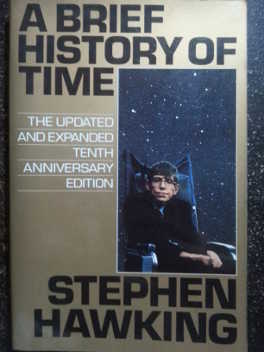 A BRIEF
HISTORY OF
TIME
THE UPDATED
AND EXPANDED
TENTH
ANNIVERSARY
EDITION
STEPHEN
HAWKING